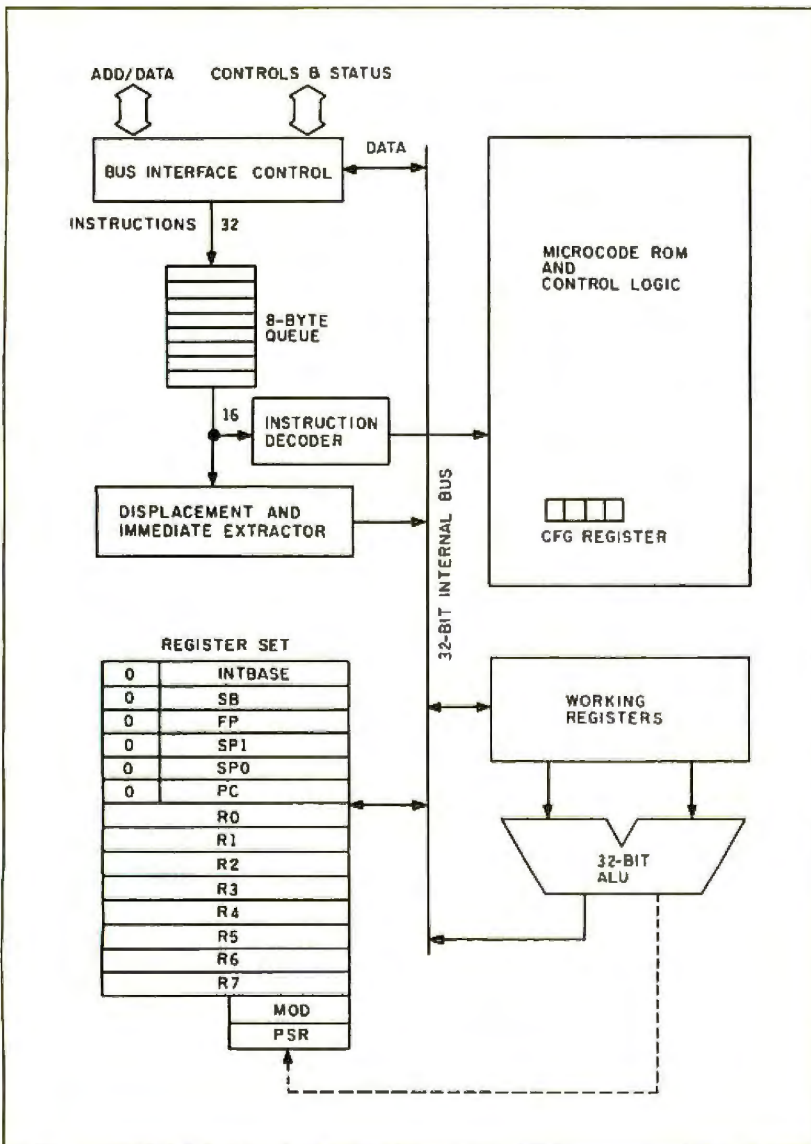 ADD/DATA
CONTROLS & STATUS
BUS INTERFACE CONTROL
DATA
INSTRUCTIONS
32
8-BYTE
QUEUE
16
INSTRUCTION
DECODER
DISPLACEMENT AND
IMMEDIATE EXTRACTOR
32-BIT INTERNAL BUS
MICROCODE ROM
AND
CONTROL LOGIC
CFG REGISTER
REGISTER SET
0 INTBASE
0 SB
0 FP
0 SP1
0 SP0
0 PC
R0
R1
R2
R3
R4
R5
R6
R7
MOD
PSR
WORKING
REGISTERS
32-BIT
ALU